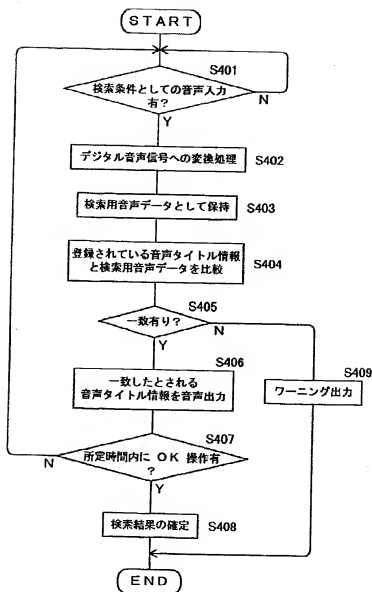 START
S401
検索条件としての音声入力
有?
N
Y
デジタル音声信号への変換処理
S402
検索用音声データとして保持
S403
登録されている音声タイトル情報
と検索用音声データを比較
S404
S405
一致有り?
N
Y
S406
一致したとされる
音声タイトル情報を音声出力
S409
ワーニング出力
S407
所定時間内に OK 操作有
?
N
Y
検索結果の確定
S408
END